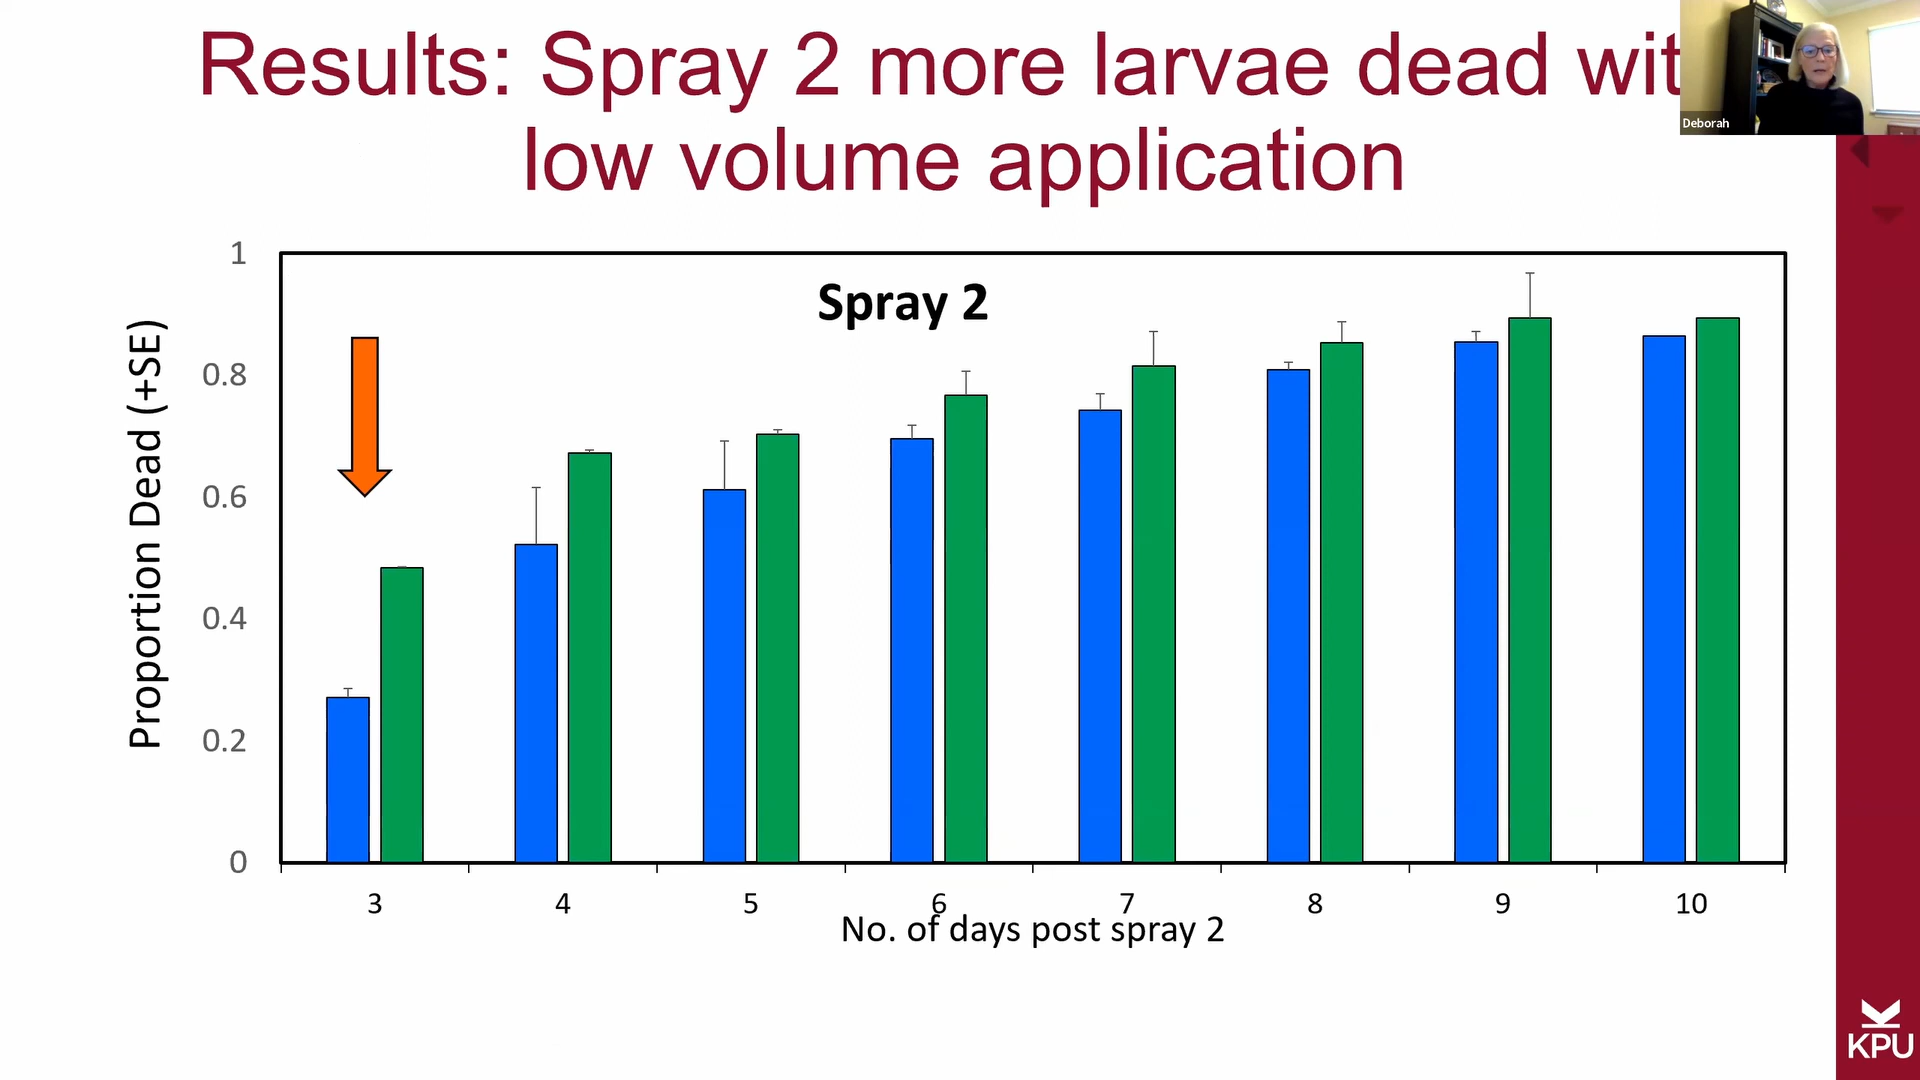 Results: Spray 2 more larvae dead wit
low volume application
Deborah
Spray 2
Proportion Dead (+SE)
1
0.8
0.6
0.4
0.2
0
3 4 5 6 7 8 9 10
No. of days post spray 2
KPU